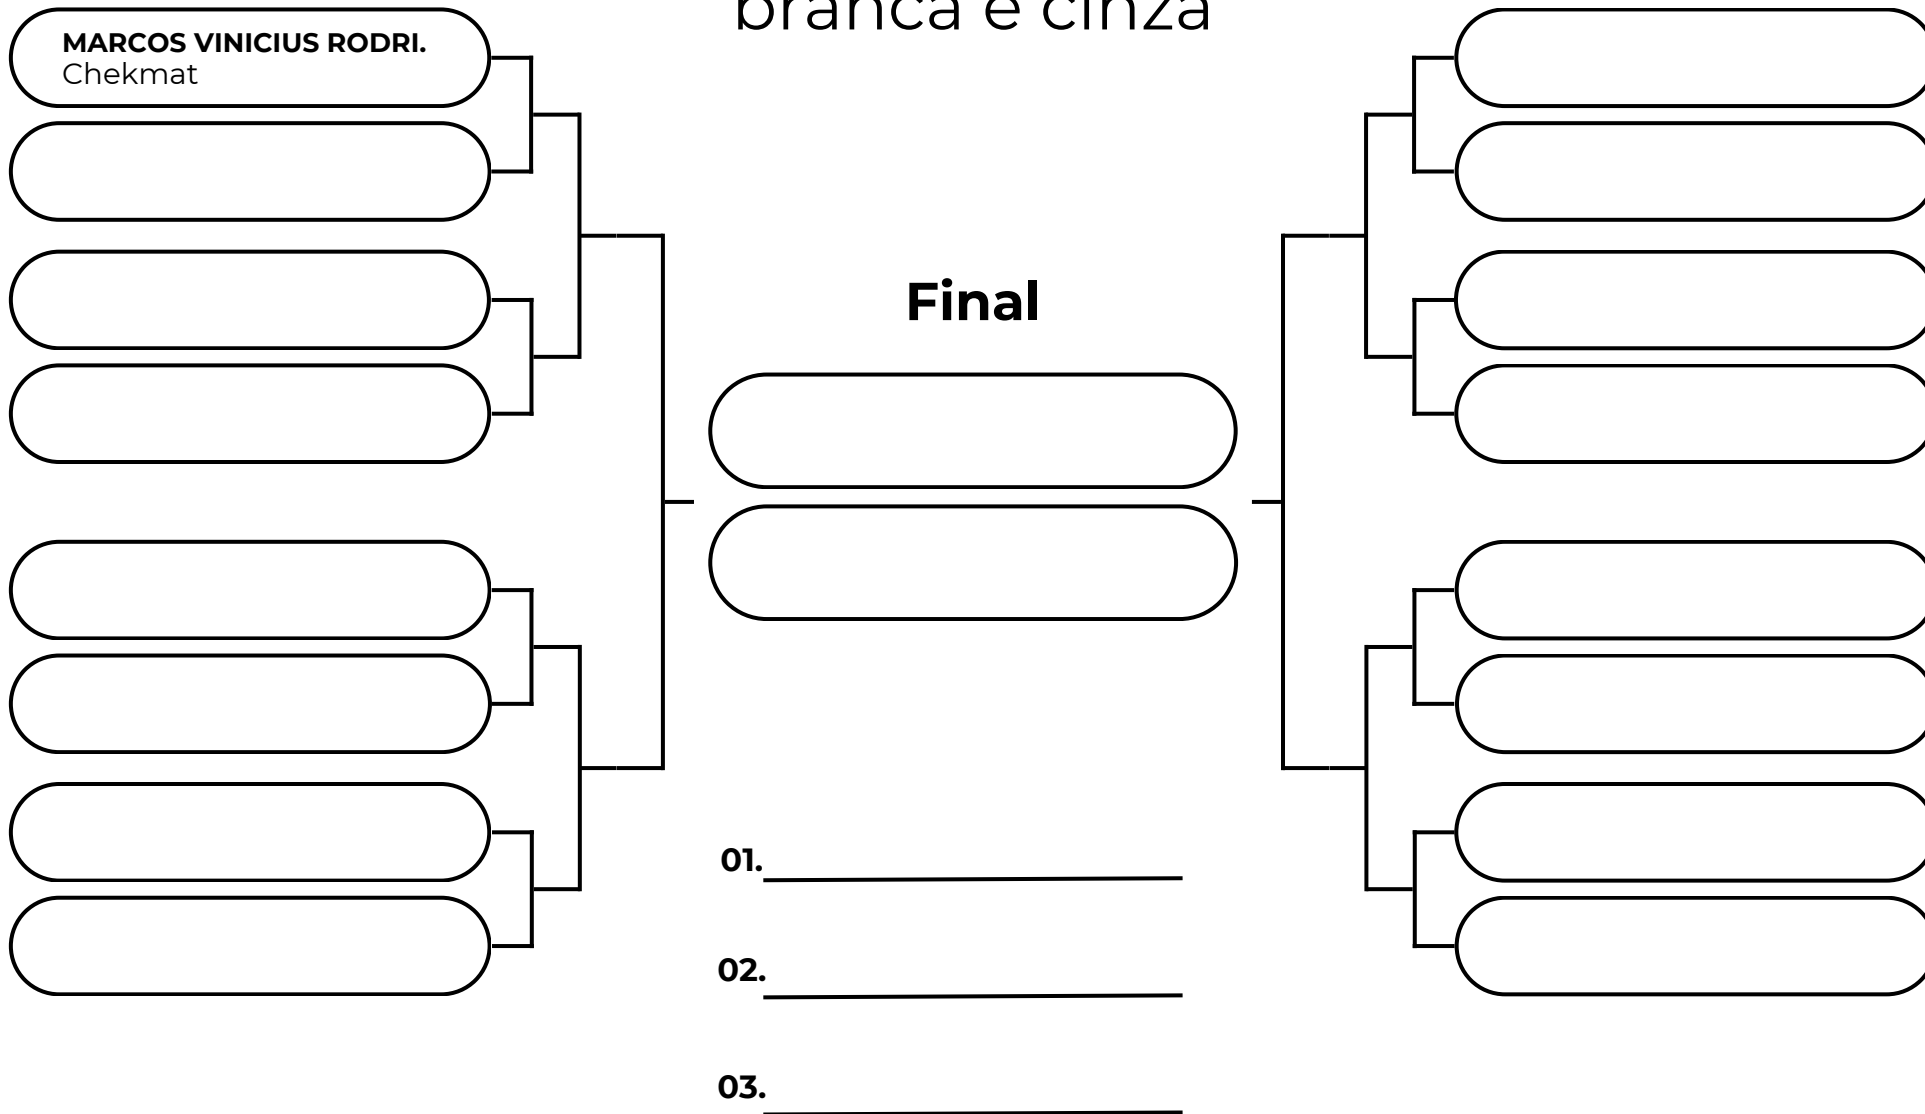 branca e cinza
MARCOS VINICIUS RODRI.
Chekmat
Final
01.
02.
03.